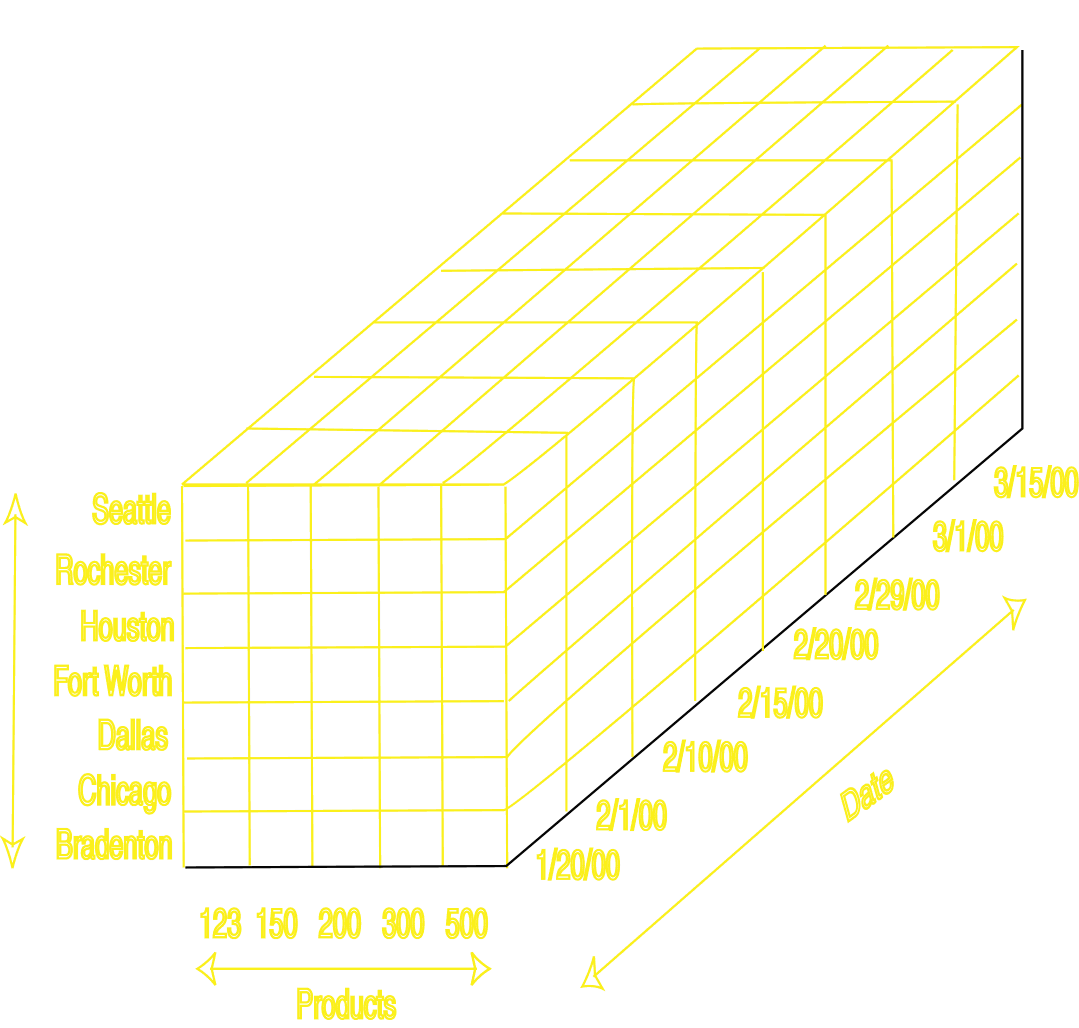 Seattle
Rochester
Houston
Fort Worth
Dallas
Chicago
Bradenton
3/15/00
3/1/00
2/29/00
2/20/00
2/15/00
2/10/00
2/1/00
1/20/00
Date
123 150 200 300 500
Products